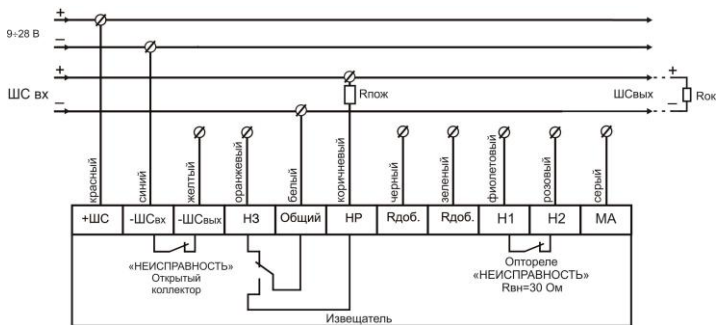 +
9÷28 В
−
+
ШС вх
−
Rпож
ШСвых
+
−
Rок
красный
синий
желтый
оранжевый
белый
коричневый
черный
зеленый
фиолетовый
розовый
серый
+ШС
-ШСвх
-ШСвых
НЗ
Общий
НР
Rдоб.
Rдоб.
Н1
Н2
МА
«НЕИСПРАВНОСТЬ»
Открытый
коллектор
Оптореле
«НЕИСПРАВНОСТЬ»
Rвн=30 Ом
Извещатель